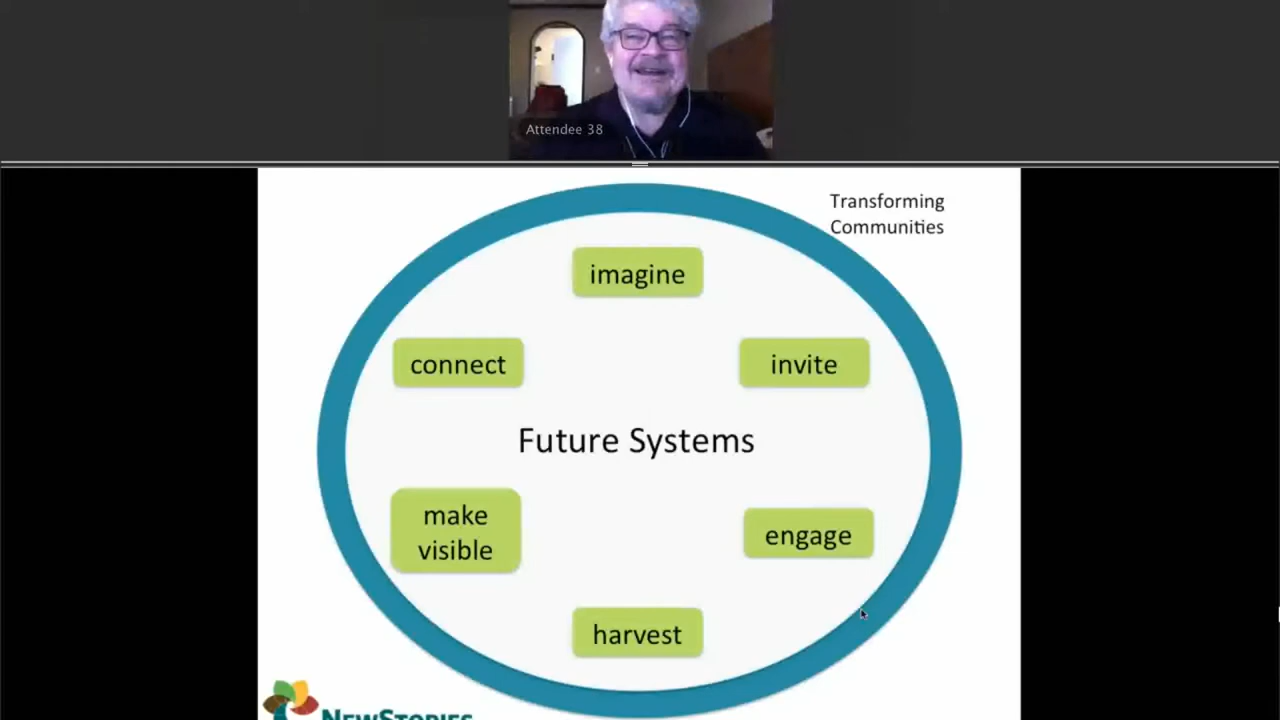 Attendee 38
Transforming
Communities
imagine
connect
invite
Future Systems
make
visible
engage
harvest
NEWSTORIES